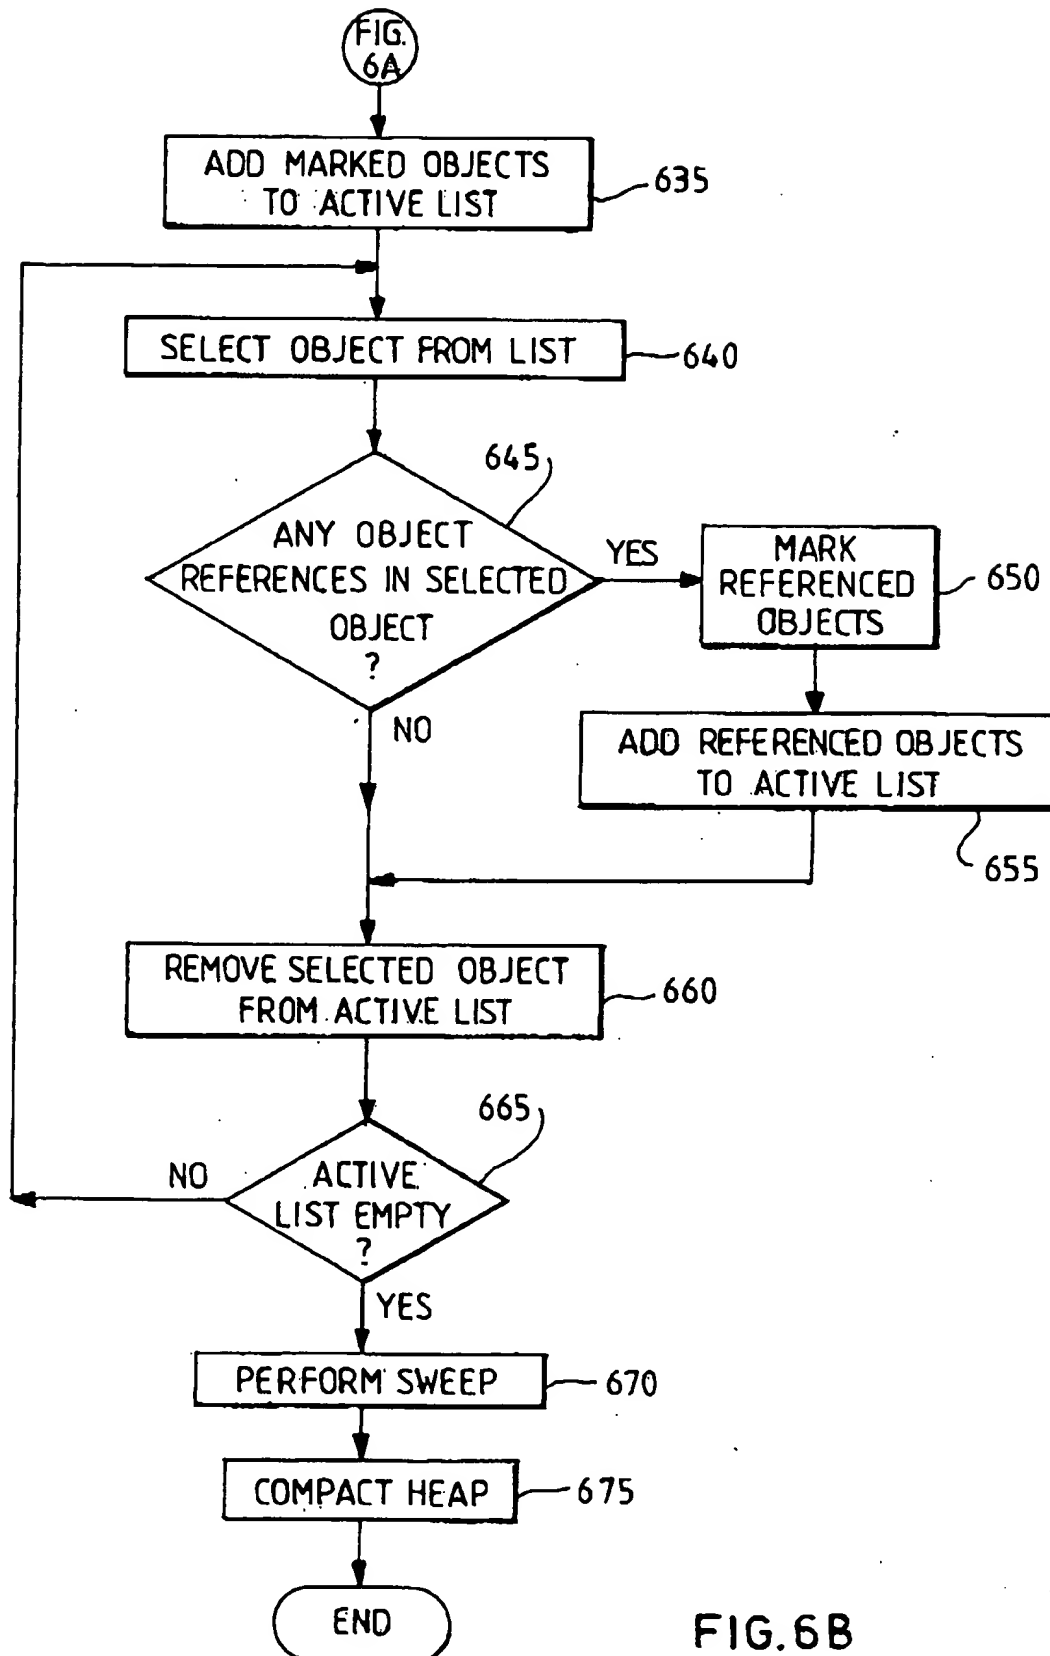 FIG.
6A
ADD MARKED OBJECTS
TO ACTIVE LIST
635
SELECT OBJECT FROM LIST
640
645
ANY OBJECT
REFERENCES IN SELECTED
OBJECT
?
YES
MARK
REFERENCED
OBJECTS
650
NO
ADD REFERENCED OBJECTS
TO ACTIVE LIST
655
REMOVE SELECTED OBJECT
FROM ACTIVE LIST
660
665
NO
ACTIVE
LIST EMPTY
?
YES
PERFORM SWEEP
670
COMPACT HEAP
675
END
FIG.6B